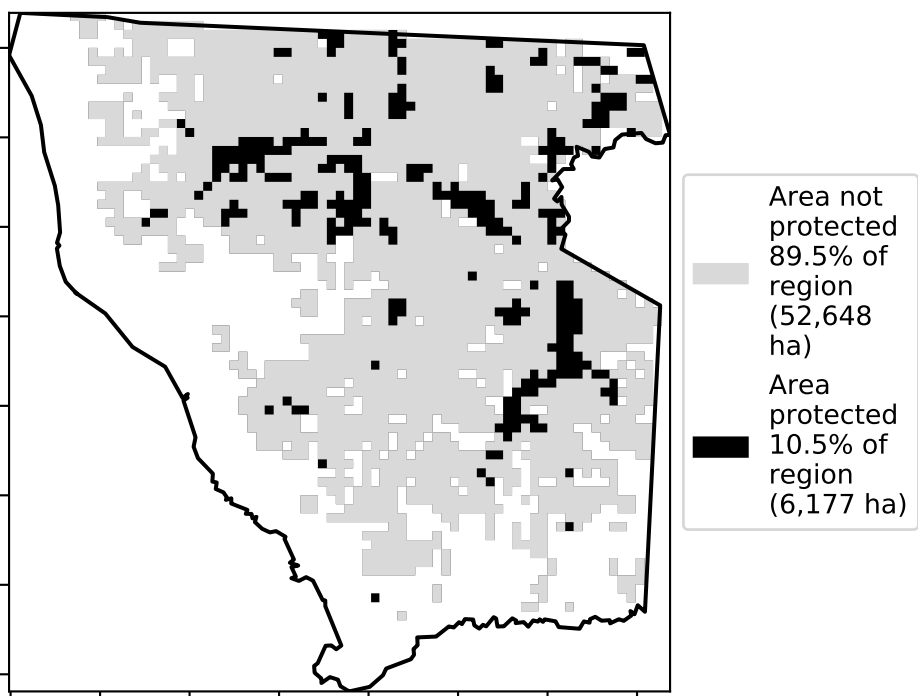 Area not
protected
89.5% of
region
(52,648
ha)
Area
protected
10.5% of
region
(6,177 ha)